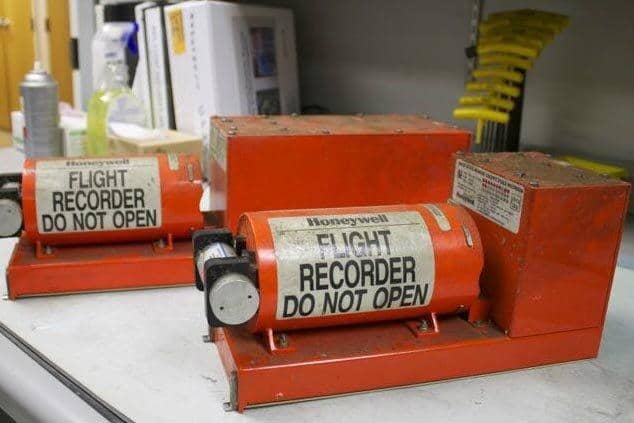 Honeywell
FLIGHT
RECORDER
DO NOT OPEN
Honeywell
FLIGHT
RECORDER
DO NOT OPEN